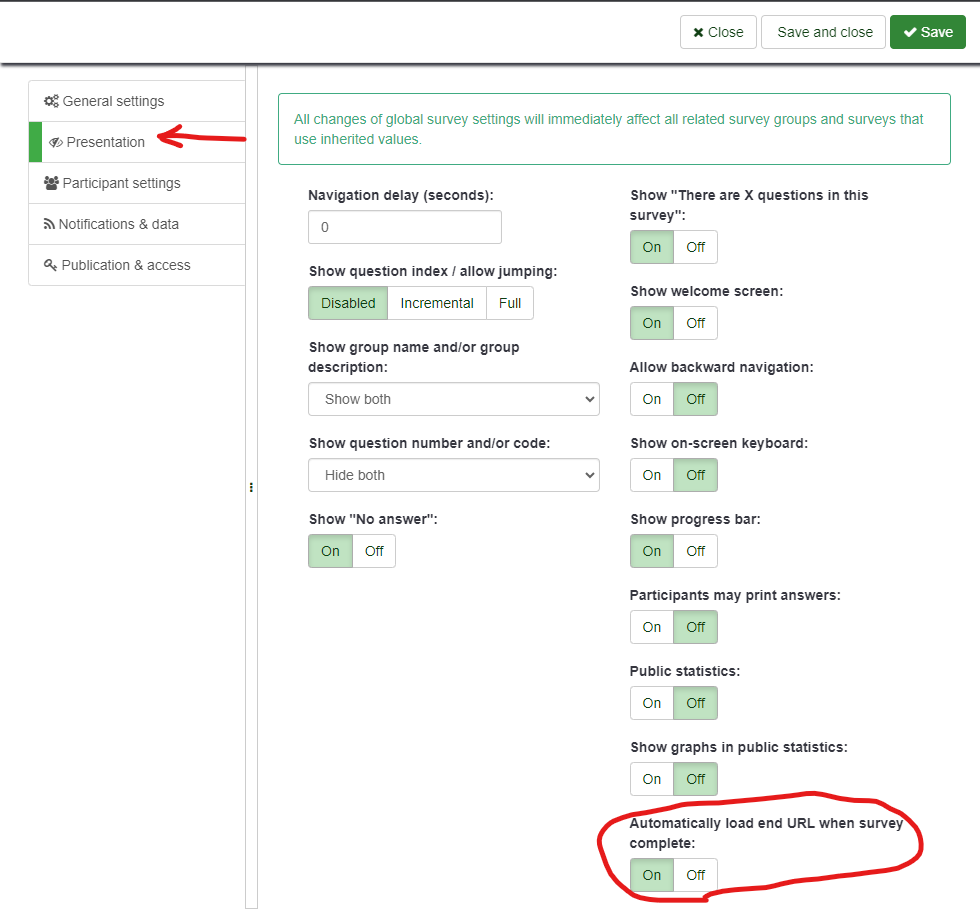 Close
Save and close
Save
General settings
Presentation
Participant settings
Notifications & data
Publication & access
All changes of global survey settings will immediately affect all related survey groups and surveys that
use inherited values.
Navigation delay (seconds):
0
Show question index / allow jumping:
Disabled Incremental Full
Show group name and/or group
description:
Show both
Show question number and/or code:
Hide both
Show "No answer":
On Off
Show "There are X questions in this
survey":
On Off
Show welcome screen:
On Off
Allow backward navigation:
On Off
Show on-screen keyboard:
On Off
Show progress bar:
On Off
Participants may print answers:
On Off
Public statistics:
On Off
Show graphs in public statistics:
On Off
Automatically load end URL when survey
complete:
On Off